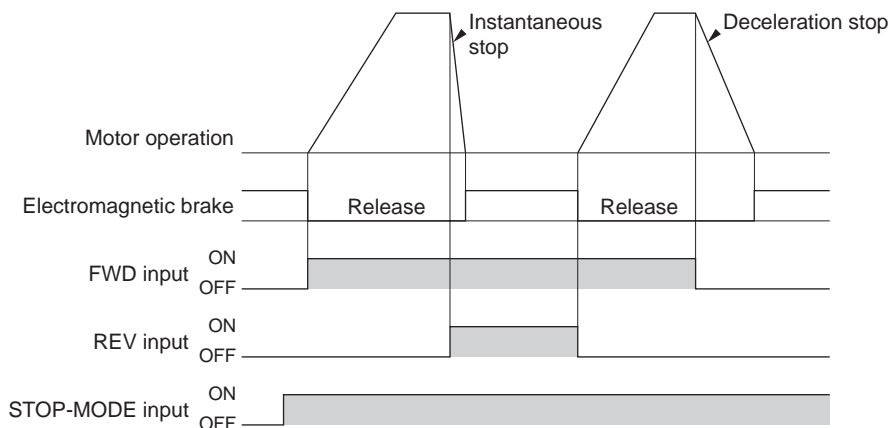 Instantaneous
stop
Deceleration stop
Motor operation
Electromagnetic brake
Release
Release
FWD input
ON
OFF
REV input
ON
OFF
STOP-MODE input
ON
OFF